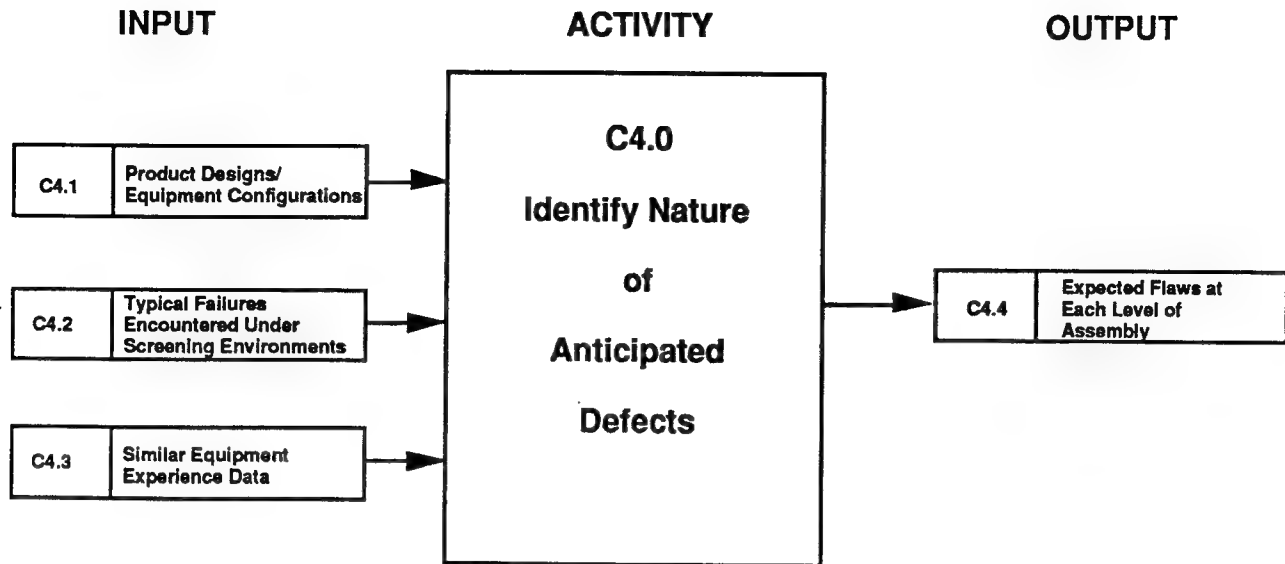 INPUT
ACTIVITY
OUTPUT
C4.1
Product Designs/
Equipment Configurations
C4.2
Typical Failures
Encountered Under
Screening Environments
C4.3
Similar Equipment
Experience Data
C4.0
Identify Nature
of
Anticipated
Defects
C4.4
Expected Flaws at
Each Level of
Assembly